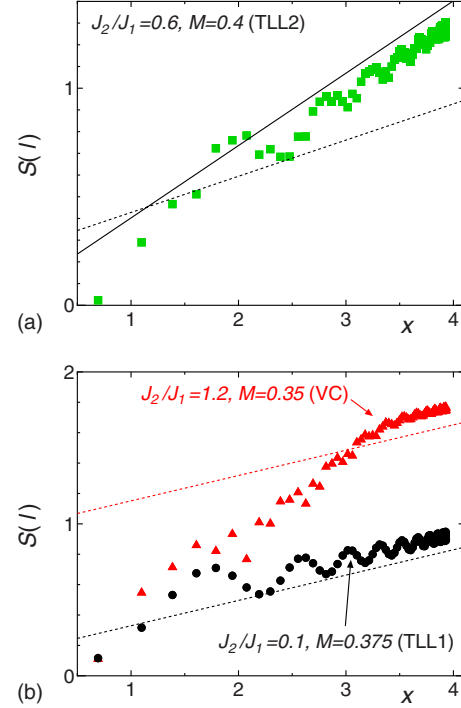 J₂/J₁=0.6, M=0.4 (TLL2)
1
S(l)
0
(a)
1
2
3
x
4
J₂/J₁=1.2, M=0.35 (VC)
2
S(l)
1
J₂/J₁=0.1, M=0.375 (TLL1)
0
(b)
1
2
3
x
4